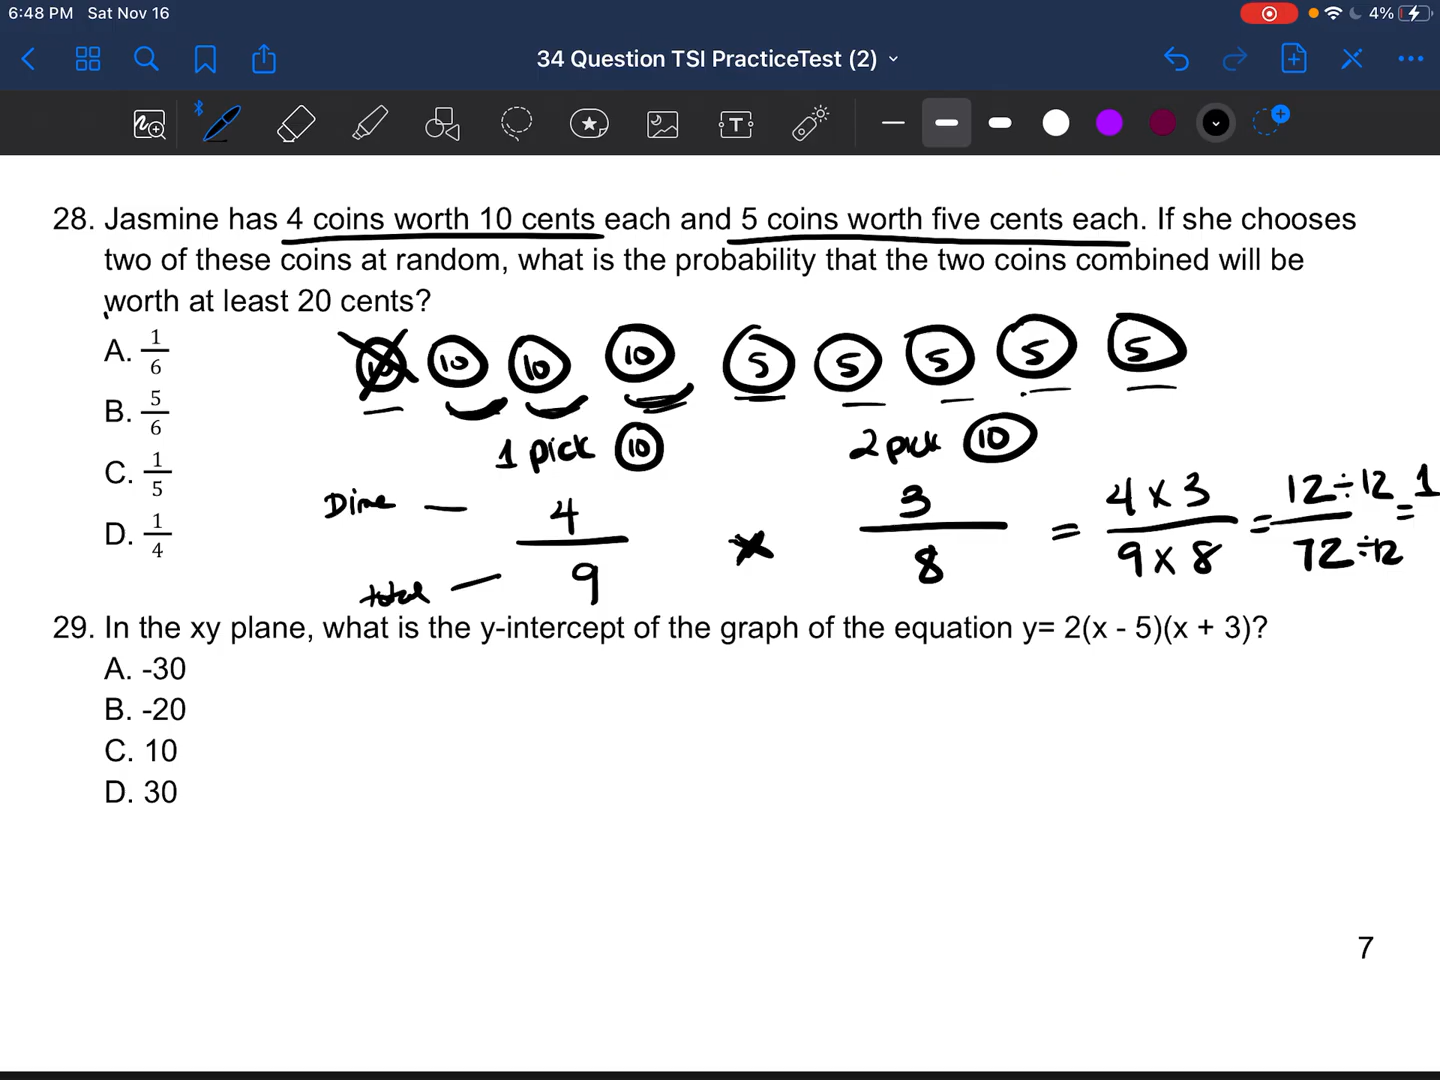 6:48 PM Sat Nov 16
4%
34 Question TSI PracticeTest (2)
28. Jasmine has 4 coins worth 10 cents each and 5 coins worth five cents each. If she chooses
two of these coins at random, what is the probability that the two coins combined will be
worth at least 20 cents?
A. 1/6
B. 5/6
C. 1/5
D. 1/4
10 10 10 10 5 5 5 5 5
1 pick 10 2 pick 10
Dime — 4 3 = 4 x 3 = 12 ÷ 12 = 1
total — 9 * 8 9 x 8 72 ÷ 12
29. In the xy plane, what is the y-intercept of the graph of the equation y= 2(x - 5)(x + 3)?
A. -30
B. -20
C. 10
D. 30
7